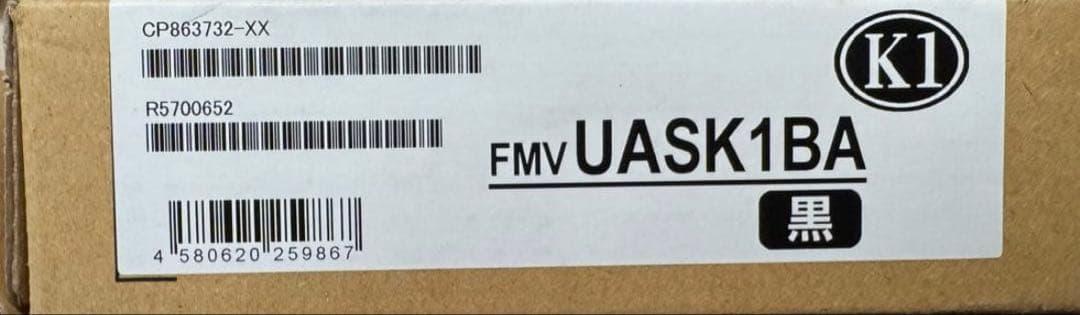 CP863732-XX
R5700652
K1
FMV UASK1BA
黒
4 580620 259867